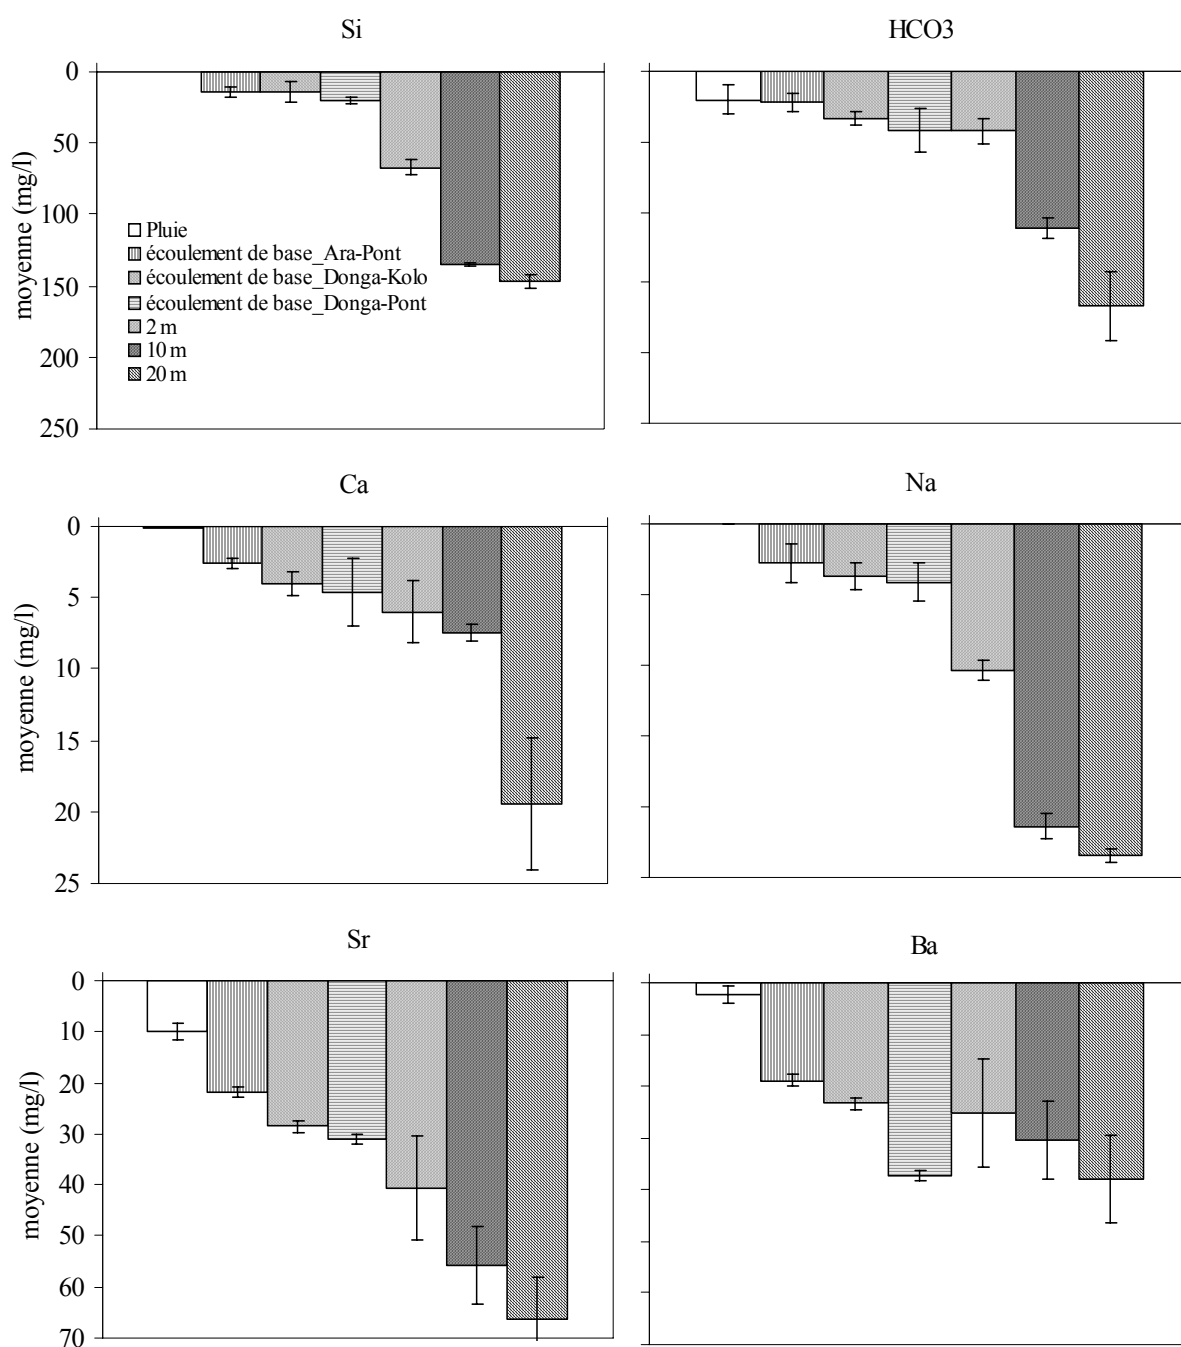 Si
HCO3
0
50
100
150
200
250
moyenne (mg/l)
Pluie
écoulement de base_Ara-Pont
écoulement de base_Donga-Kolo
écoulement de base_Donga-Pont
2 m
10 m
20 m
Ca
Na
0
5
10
15
20
25
moyenne (mg/l)
Sr
Ba
0
10
20
30
40
50
60
70
moyenne (mg/l)